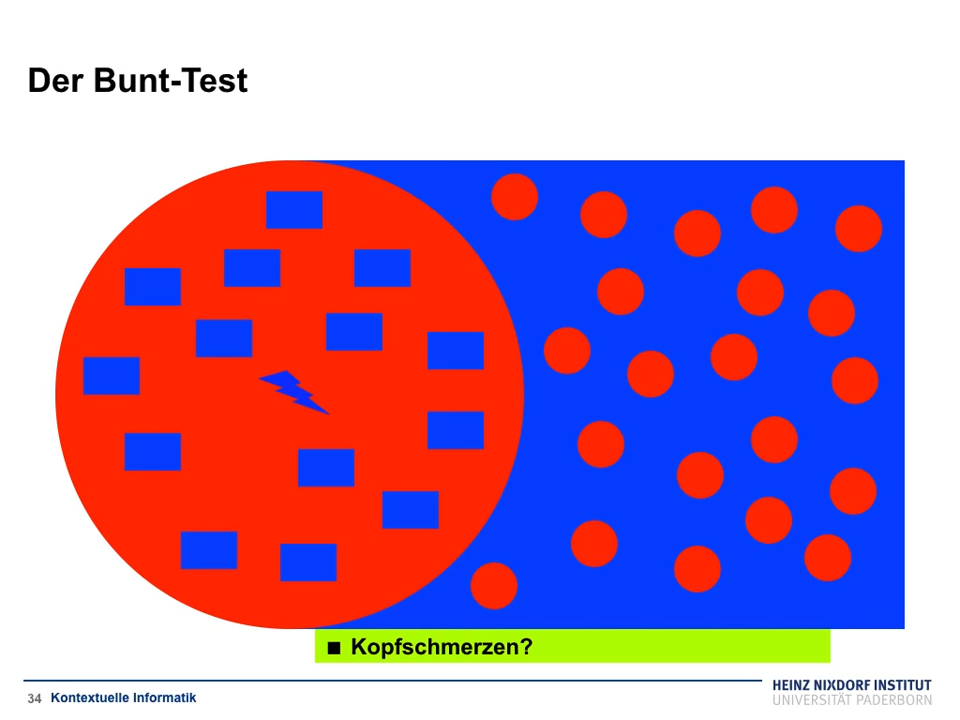 Der Bunt-Test
■ Kopfschmerzen?
34 Kontextuelle Informatik
HEINZ NIXDORF INSTITUT
UNIVERSITÄT PADERBORN